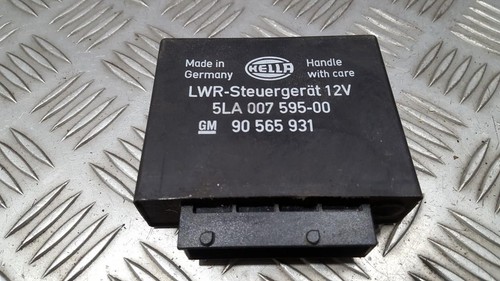 Made in
Germany
HELLA
Handle
with care
LWR-Steuergerät 12V
5LA 007 595-00
GM 90 565 931